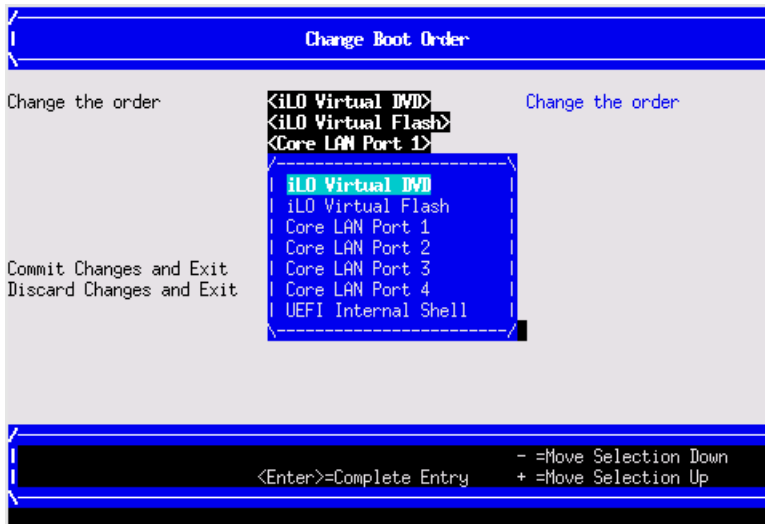 Change Boot Order
Change the order <iLO Virtual DVD> Change the order
<iLO Virtual Flash>
<Core LAN Port 1>
iLO Virtual DVD
iLO Virtual Flash
Core LAN Port 1
Core LAN Port 2
Commit Changes and Exit Core LAN Port 3
Discard Changes and Exit Core LAN Port 4
UEFI Internal Shell
- =Move Selection Down
<Enter>=Complete Entry + =Move Selection Up